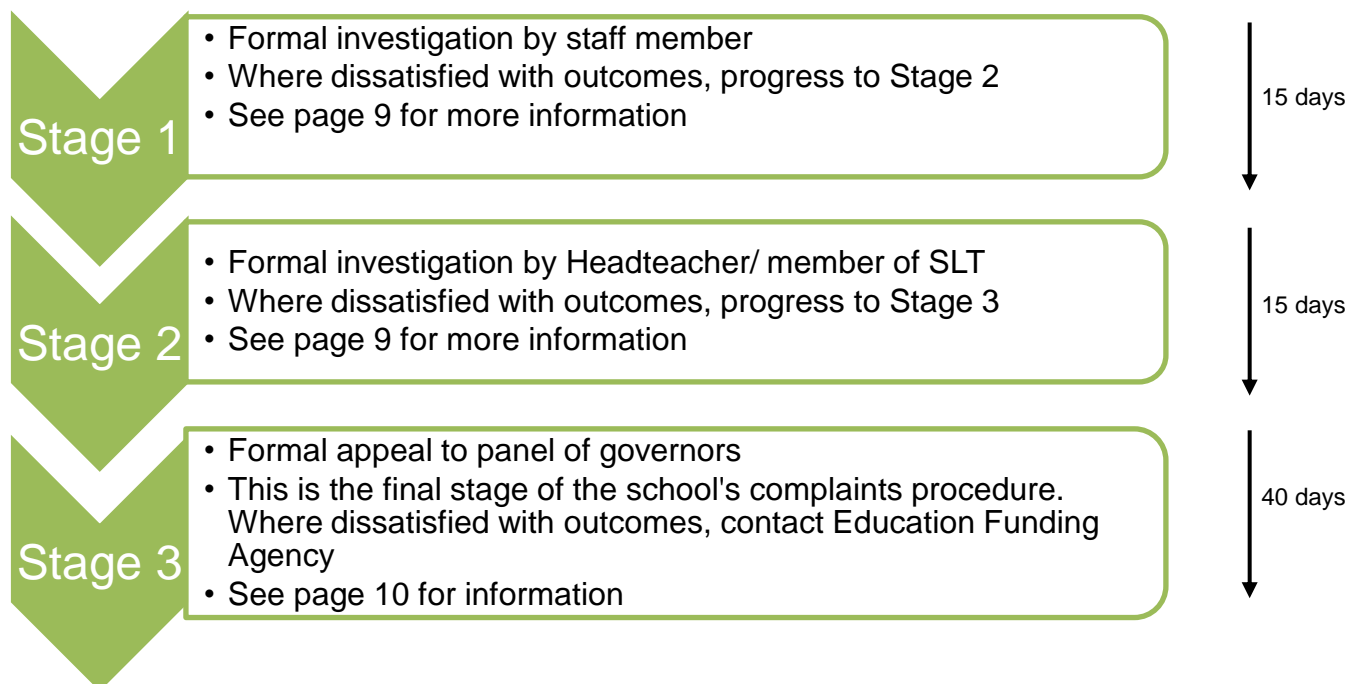 Stage 1
• Formal investigation by staff member
• Where dissatisfied with outcomes, progress to Stage 2
• See page 9 for more information
15 days
Stage 2
• Formal investigation by Headteacher/ member of SLT
• Where dissatisfied with outcomes, progress to Stage 3
• See page 9 for more information
15 days
Stage 3
• Formal appeal to panel of governors
• This is the final stage of the school's complaints procedure.
Where dissatisfied with outcomes, contact Education Funding
Agency
• See page 10 for information
40 days